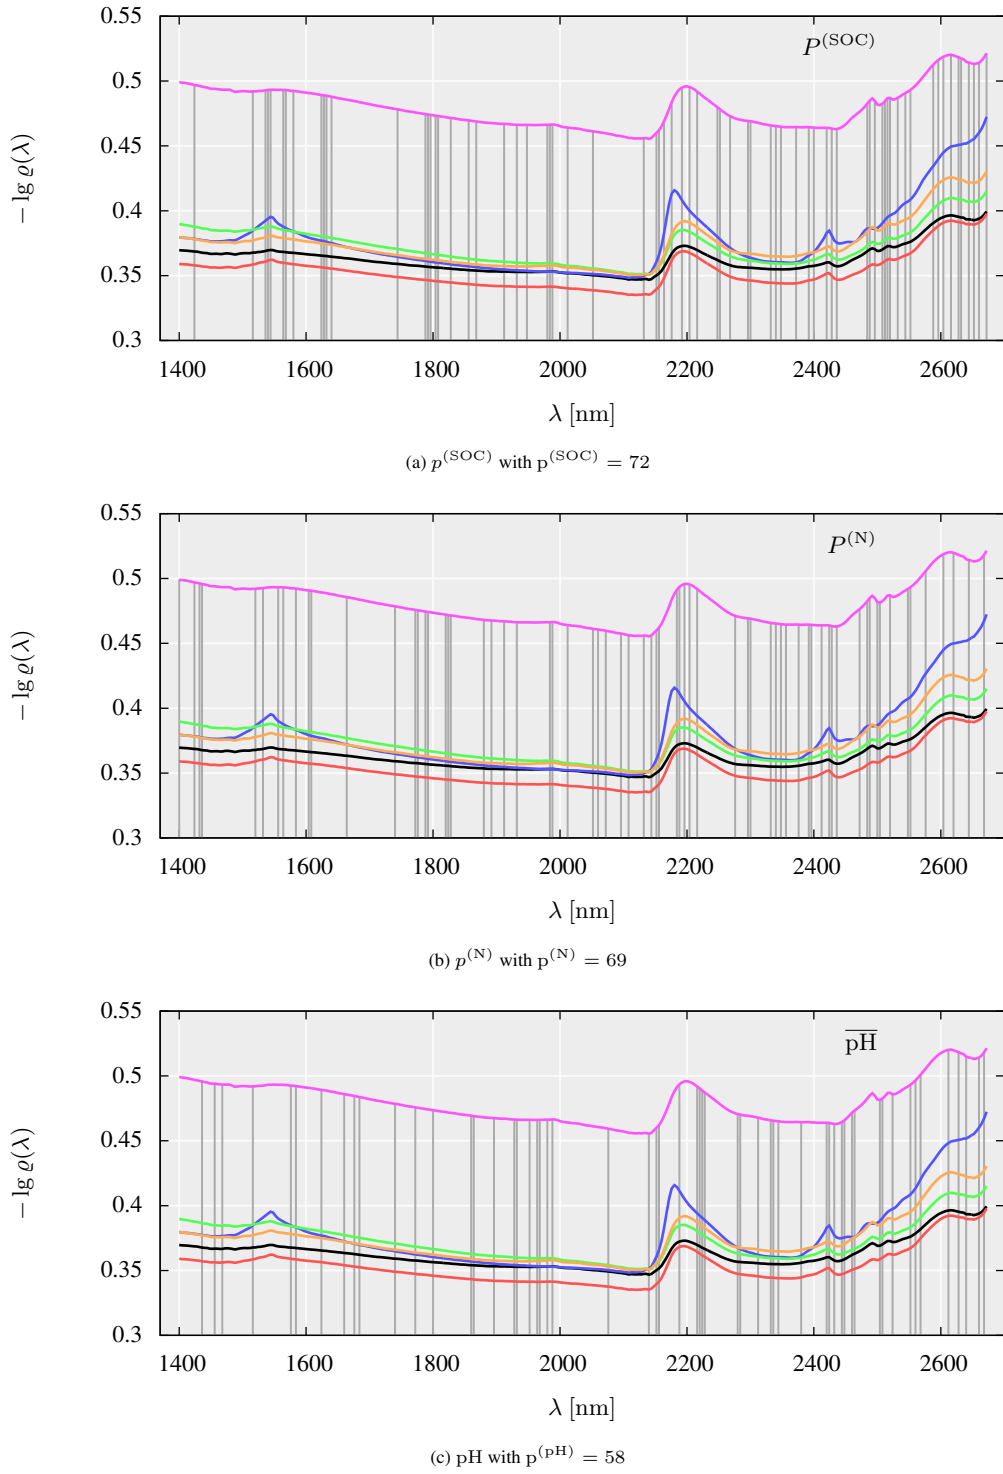 0.55
0.5
0.45
0.4
0.35
0.3
− lg ϱ(λ)
P^(SOC)
1400 1600 1800 2000 2200 2400 2600
λ [nm]
(a) p^(SOC) with p^(SOC) = 72
0.55
0.5
0.45
0.4
0.35
0.3
− lg ϱ(λ)
P^(N)
1400 1600 1800 2000 2200 2400 2600
λ [nm]
(b) p^(N) with p^(N) = 69
0.55
0.5
0.45
0.4
0.35
0.3
− lg ϱ(λ)
p̅H̅
1400 1600 1800 2000 2200 2400 2600
λ [nm]
(c) pH with p^(pH) = 58